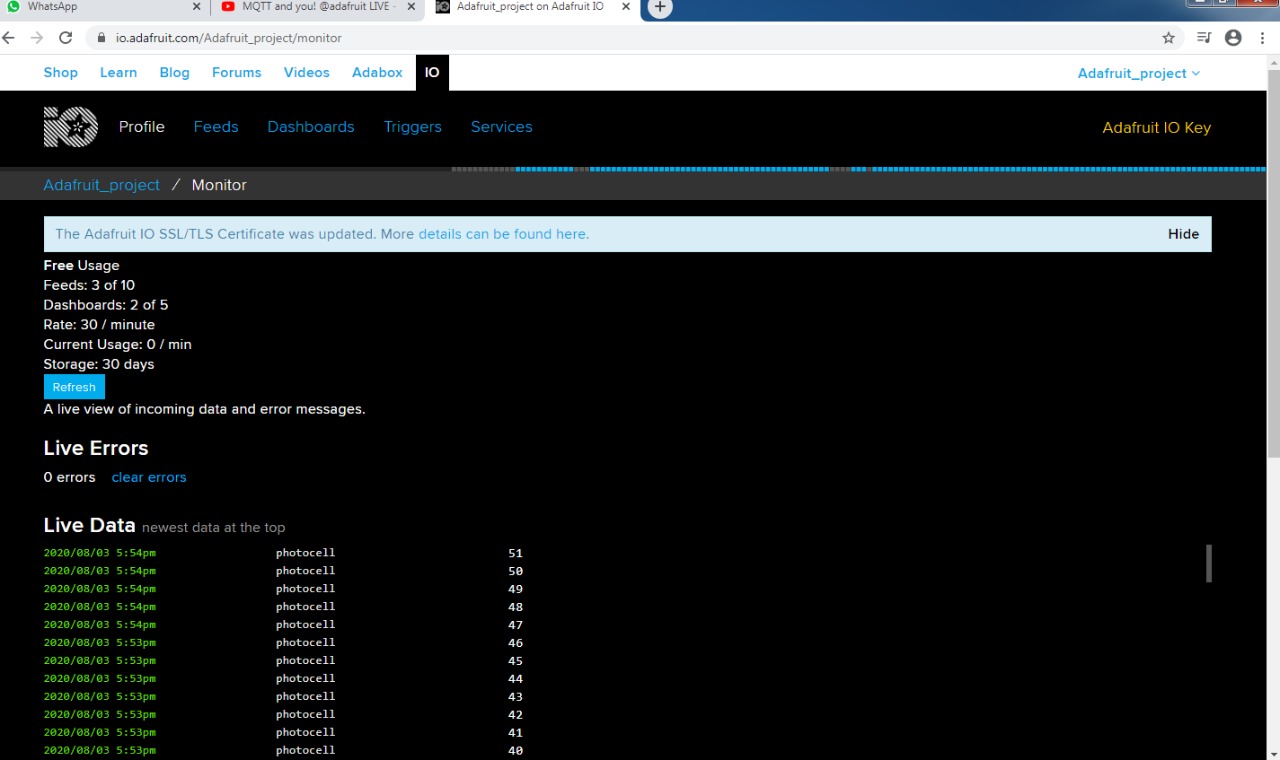 WhatsApp MQTT and you! @adafruit LIVE - Adafruit_project on Adafruit IO
io.adafruit.com/Adafruit_project/monitor
Shop Learn Blog Forums Videos Adabox IO Adafruit_project
iO Profile Feeds Dashboards Triggers Services Adafruit IO Key
Adafruit_project / Monitor
The Adafruit IO SSL/TLS Certificate was updated. More details can be found here. Hide
Free Usage
Feeds: 3 of 10
Dashboards: 2 of 5
Rate: 30 / minute
Current Usage: 0 / min
Storage: 30 days
Refresh
A live view of incoming data and error messages.
Live Errors
0 errors clear errors
Live Data newest data at the top
2020/08/03 5:54pm photocell 51
2020/08/03 5:54pm photocell 50
2020/08/03 5:54pm photocell 49
2020/08/03 5:54pm photocell 48
2020/08/03 5:54pm photocell 47
2020/08/03 5:53pm photocell 46
2020/08/03 5:53pm photocell 45
2020/08/03 5:53pm photocell 44
2020/08/03 5:53pm photocell 43
2020/08/03 5:53pm photocell 42
2020/08/03 5:53pm photocell 41
2020/08/03 5:53pm photocell 40